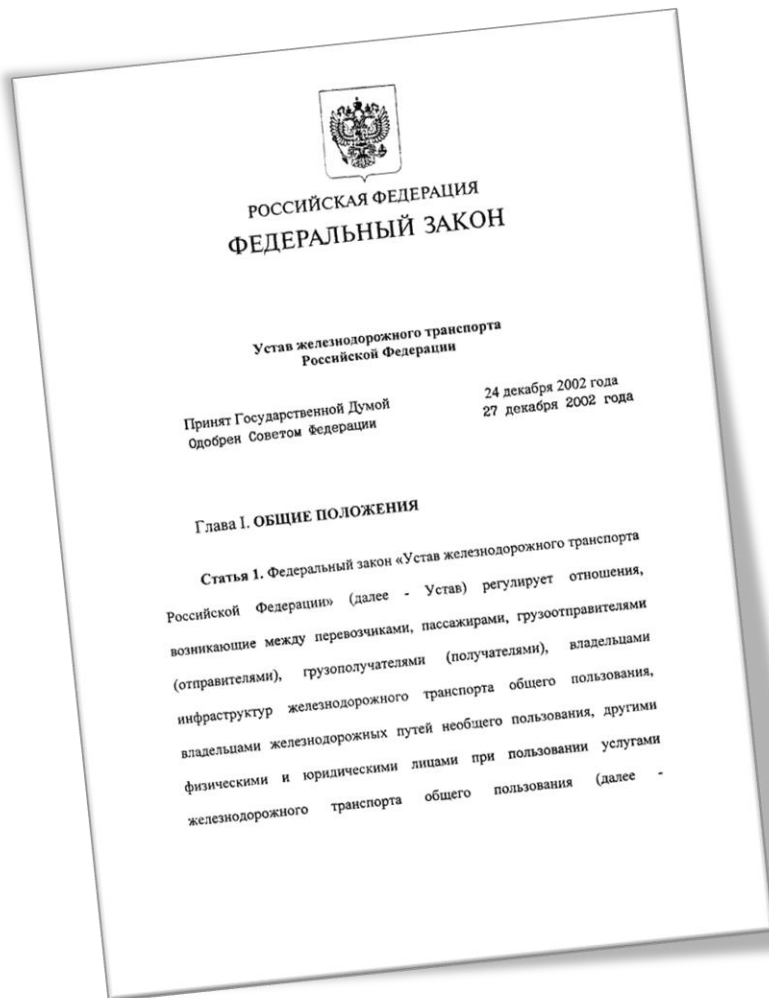 РОССИЙСКАЯ ФЕДЕРАЦИЯ
ФЕДЕРАЛЬНЫЙ ЗАКОН
Устав железнодорожного транспорта
Российской Федерации
Принят Государственной Думой 24 декабря 2002 года
Одобрен Советом Федерации 27 декабря 2002 года
Глава I. ОБЩИЕ ПОЛОЖЕНИЯ
Статья 1. Федеральный закон «Устав железнодорожного транспорта
Российской Федерации» (далее - Устав) регулирует отношения,
возникающие между перевозчиками, пассажирами, грузоотправителями
(отправителями), грузополучателями (получателями), владельцами
инфраструктур железнодорожного транспорта общего пользования,
владельцами железнодорожных путей необщего пользования, другими
физическими и юридическими лицами при пользовании услугами
железнодорожного транспорта общего пользования (далее -